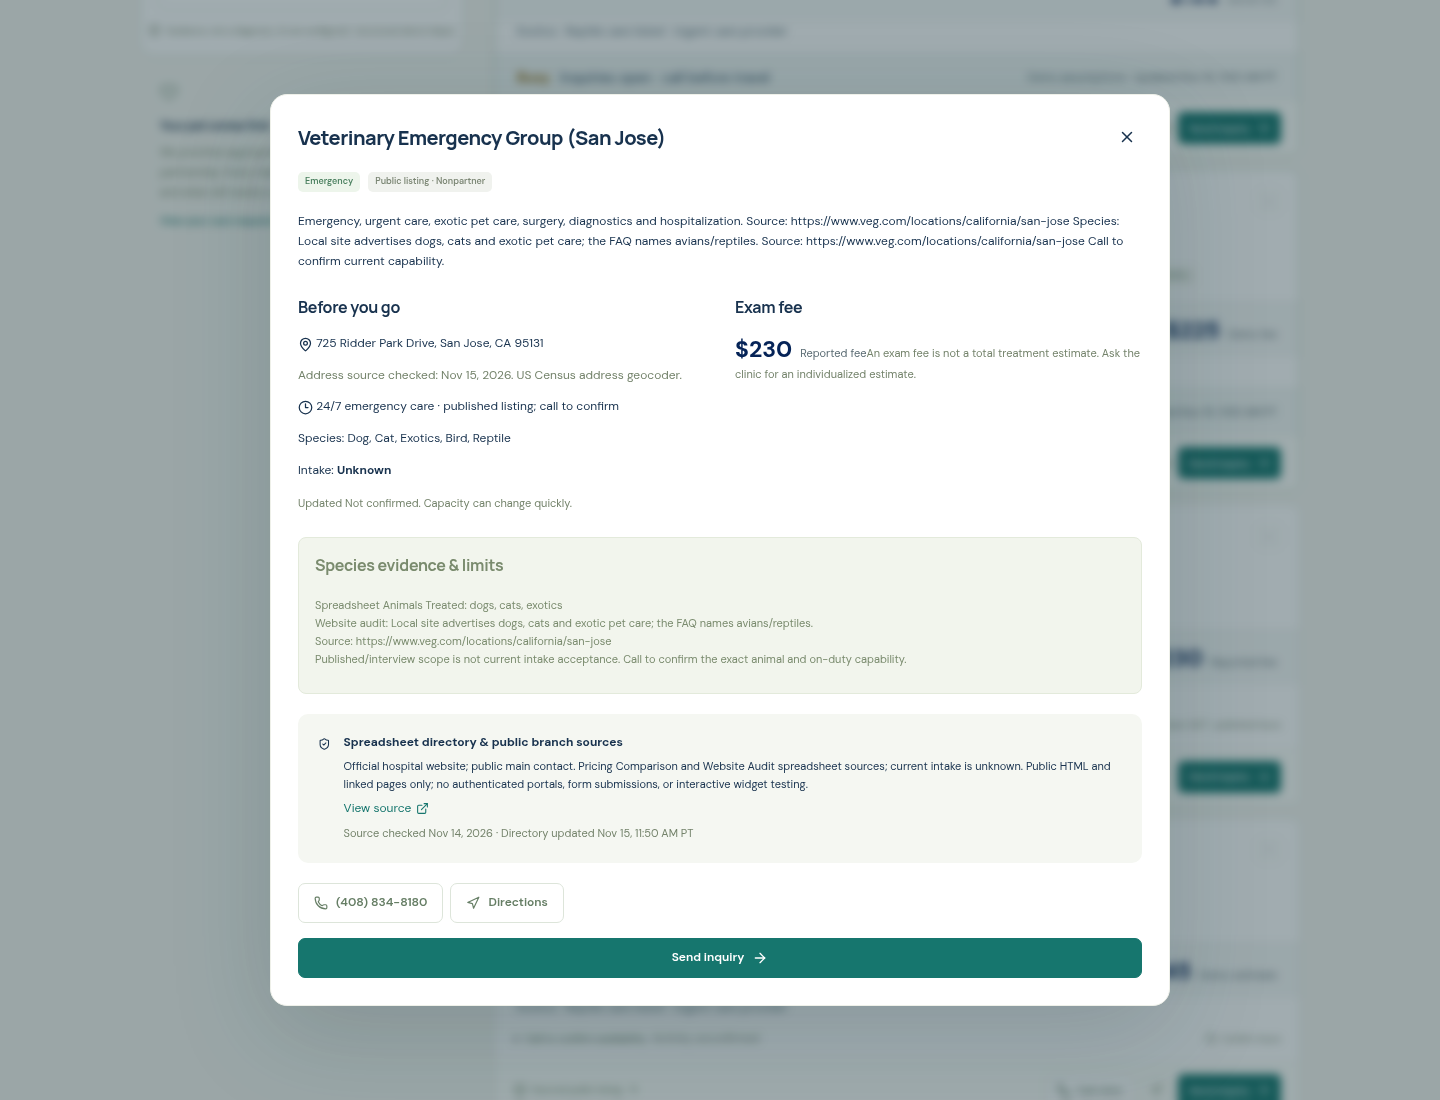 Veterinary Emergency Group (San Jose)
Emergency
Public listing · Nonpartner
Emergency, urgent care, exotic pet care, surgery, diagnostics and hospitalization. Source: https://www.veg.com/locations/california/san-jose Species:
Local site advertises dogs, cats and exotic pet care; the FAQ names avians/reptiles. Source: https://www.veg.com/locations/california/san-jose Call to
confirm current capability.
Before you go
725 Ridder Park Drive, San Jose, CA 95131
Address source checked: Nov 15, 2026. US Census address geocoder.
24/7 emergency care · published listing; call to confirm
Species: Dog, Cat, Exotics, Bird, Reptile
Intake: Unknown
Updated Not confirmed. Capacity can change quickly.
Exam fee
$230 Reported feeAn exam fee is not a total treatment estimate. Ask the
clinic for an individualized estimate.
Species evidence & limits
Spreadsheet Animals Treated: dogs, cats, exotics
Website audit: Local site advertises dogs, cats and exotic pet care; the FAQ names avians/reptiles.
Source: https://www.veg.com/locations/california/san-jose
Published/interview scope is not current intake acceptance. Call to confirm the exact animal and on-duty capability.
Spreadsheet directory & public branch sources
Official hospital website; public main contact. Pricing Comparison and Website Audit spreadsheet sources; current intake is unknown. Public HTML and
linked pages only; no authenticated portals, form submissions, or interactive widget testing.
View source
Source checked Nov 14, 2026 · Directory updated Nov 15, 11:50 AM PT
(408) 834-8180
Directions
Send inquiry